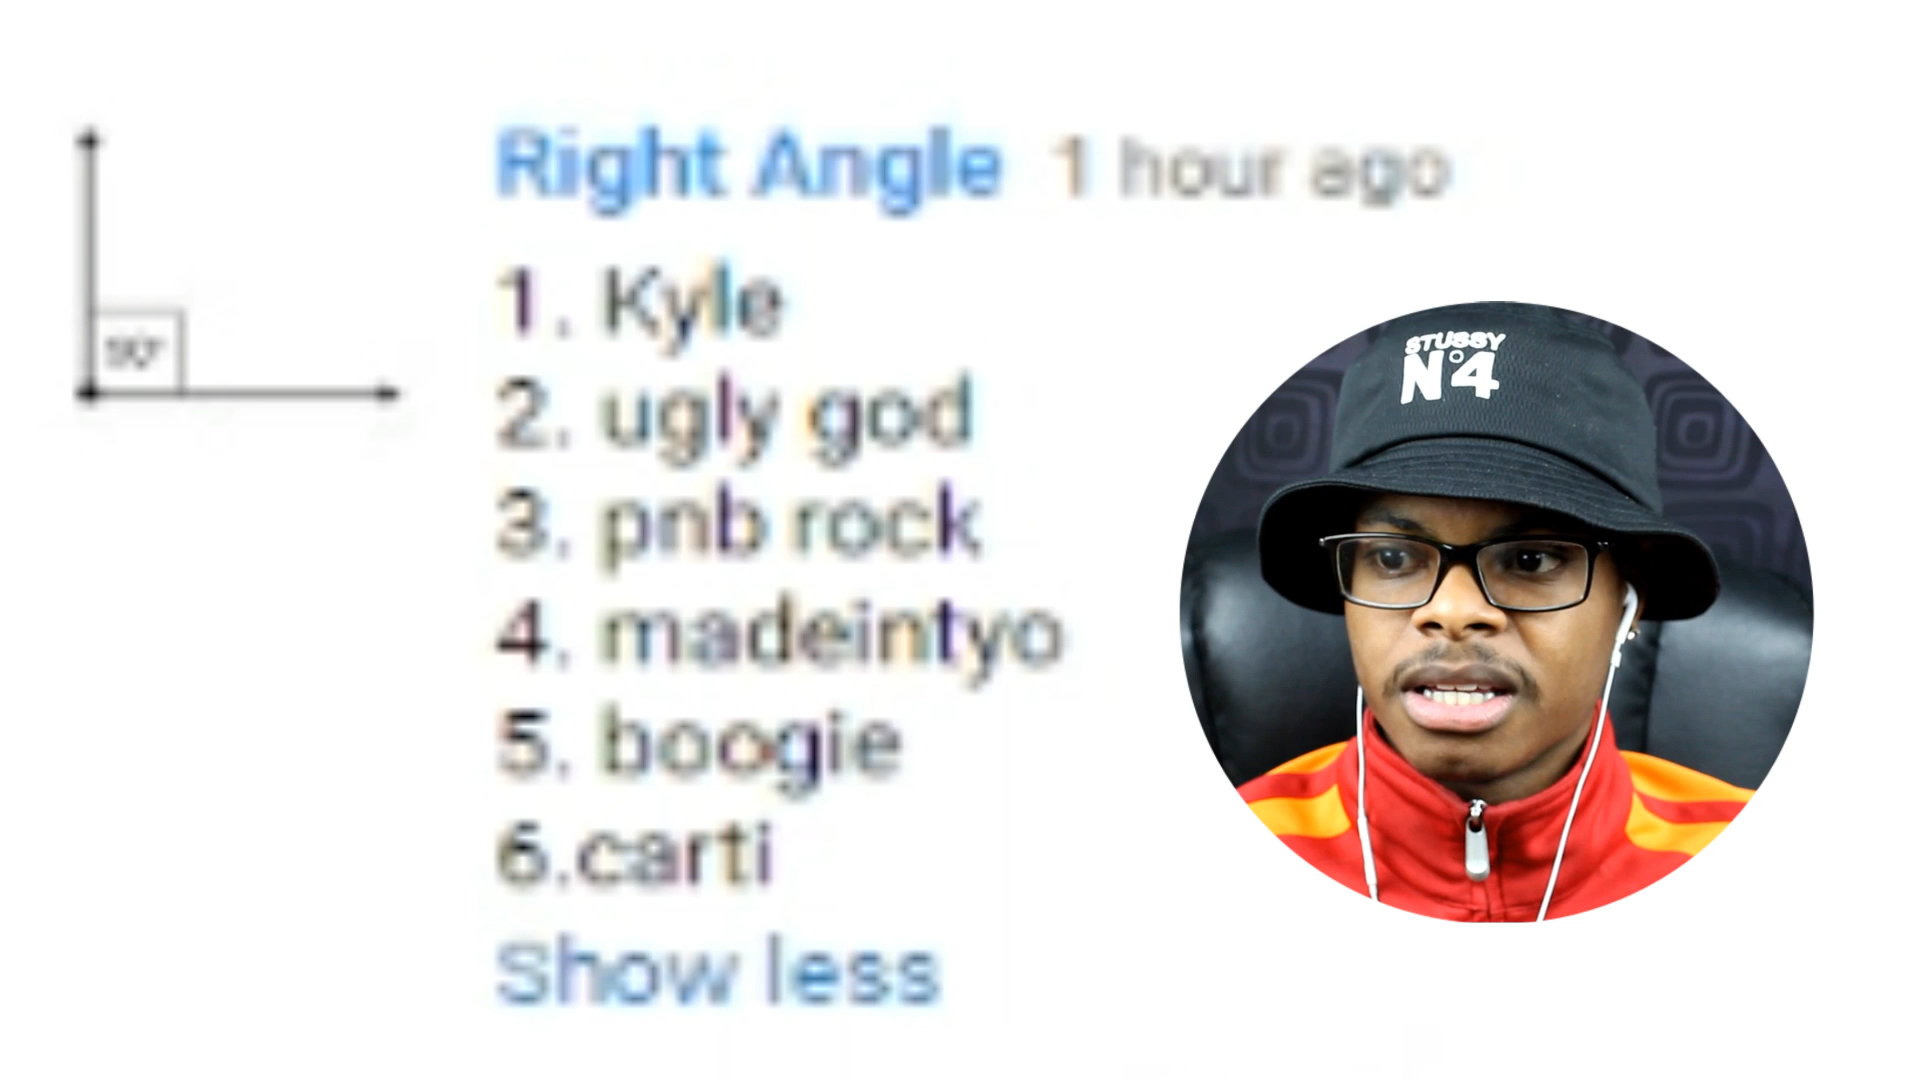 Right Angle 1 hour ago
1. Kyle
2. ugly god
3. pnb rock
4. madeintyo
5. boogie
6.carti
Show less
90°
STUSSY
N°4